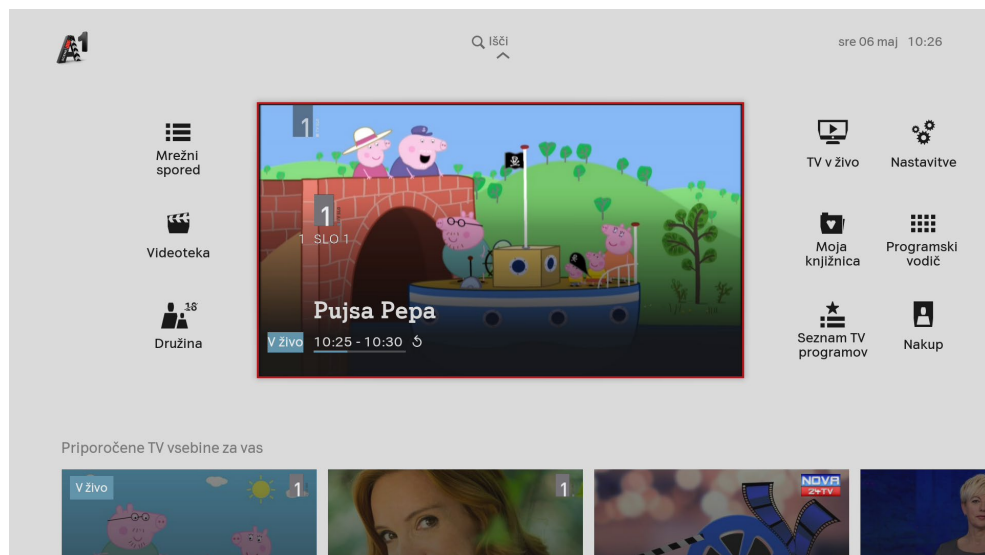 A1
Išči
sre 06 maj 10:26
Mrežni
spored
Videoteka
18
Družina
1
1
1 SLO 1
Pujsa Pepa
V živo 10:25 - 10:30
TV v živo
Nastavitve
Moja
knjižnica
Programski
vodič
Seznam TV
programov
Nakup
Priporočene TV vsebine za vas
V živo
1
1
NOVA
24TV